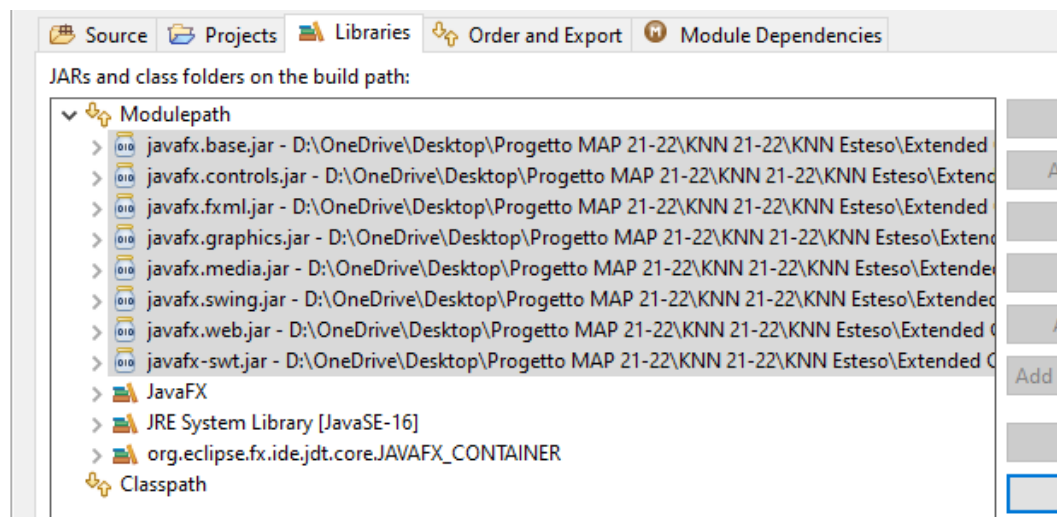 Source Projects Libraries Order and Export Module Dependencies
JARs and class folders on the build path:
Modulepath
javafx.base.jar - D:\OneDrive\Desktop\Progetto MAP 21-22\KNN 21-22\KNN Esteso\Extended
javafx.controls.jar - D:\OneDrive\Desktop\Progetto MAP 21-22\KNN 21-22\KNN Esteso\Extend
A
javafx.fxml.jar - D:\OneDrive\Desktop\Progetto MAP 21-22\KNN 21-22\KNN Esteso\Extended
javafx.graphics.jar - D:\OneDrive\Desktop\Progetto MAP 21-22\KNN 21-22\KNN Esteso\Extend
javafx.media.jar - D:\OneDrive\Desktop\Progetto MAP 21-22\KNN 21-22\KNN Esteso\Extende
javafx.swing.jar - D:\OneDrive\Desktop\Progetto MAP 21-22\KNN 21-22\KNN Esteso\Extended
javafx.web.jar - D:\OneDrive\Desktop\Progetto MAP 21-22\KNN 21-22\KNN Esteso\Extended
javafx-swt.jar - D:\OneDrive\Desktop\Progetto MAP 21-22\KNN 21-22\KNN Esteso\Extended
Add
JavaFX
JRE System Library [JavaSE-16]
org.eclipse.fx.ide.jdt.core.JAVAFX_CONTAINER
Classpath